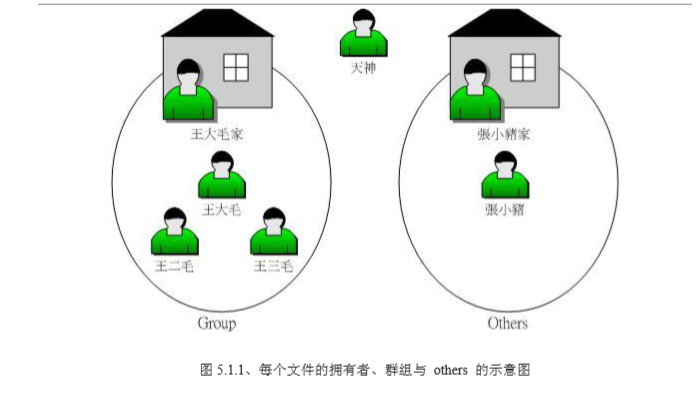 天神
王大毛家
張小豬家
王大毛
張小豬
王二毛
王三毛
Group
Others
图 5.1.1、每个文件的拥有者、群组与 others 的示意图